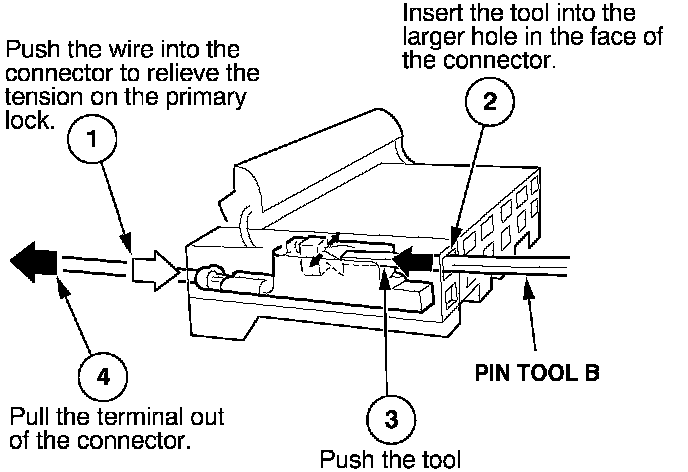 Insert the tool into the
larger hole in the face of
the connector.
2
Push the wire into the
connector to relieve the
tension on the primary
lock.
1
PIN TOOL B
4
Pull the terminal out
of the connector.
3
Push the tool